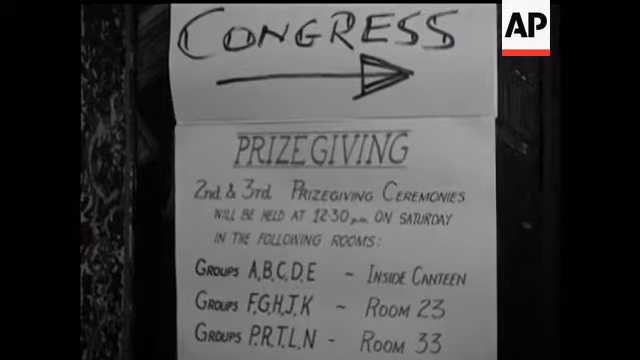 AP
CONGRESS
PRIZEGIVING
2nd & 3rd PRIZEGIVING CEREMONIES
WILL BE HELD AT 12·30 p.m. ON SATURDAY
IN THE FOLLOWING ROOMS:
GROUPS A,B,C,D,E - INSIDE CANTEEN
GROUPS F,G,H,J,K - ROOM 23
GROUPS P,R,T,L,N - ROOM 33